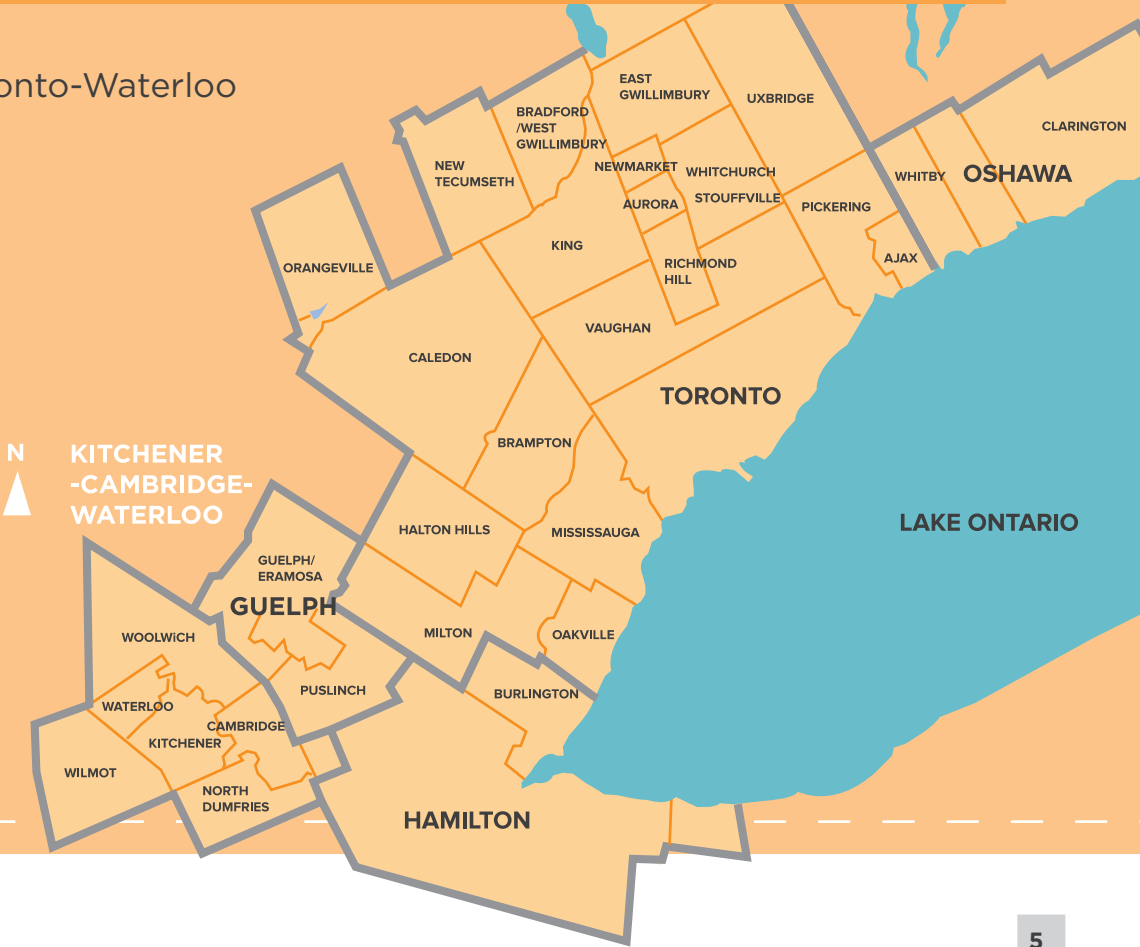 onto-Waterloo
EAST
GWILLIMBURY
UXBRIDGE
BRADFORD
/WEST
GWILLIMBURY
CLARINGTON
NEW
TECUMSETH
NEWMARKET
WHITCHURCH
STOUFFVILLE
WHITBY
OSHAWA
AURORA
PICKERING
KING
AJAX
ORANGEVILLE
RICHMOND
HILL
VAUGHAN
CALEDON
TORONTO
BRAMPTON
N
KITCHENER
-CAMBRIDGE-
WATERLOO
HALTON HILLS
MISSISSAUGA
LAKE ONTARIO
GUELPH/
ERAMOSA
GUELPH
WOOLWiCH
MILTON
OAKVILLE
PUSLINCH
BURLINGTON
WATERLOO
CAMBRIDGE
KITCHENER
WILMOT
NORTH
DUMFRIES
HAMILTON
5